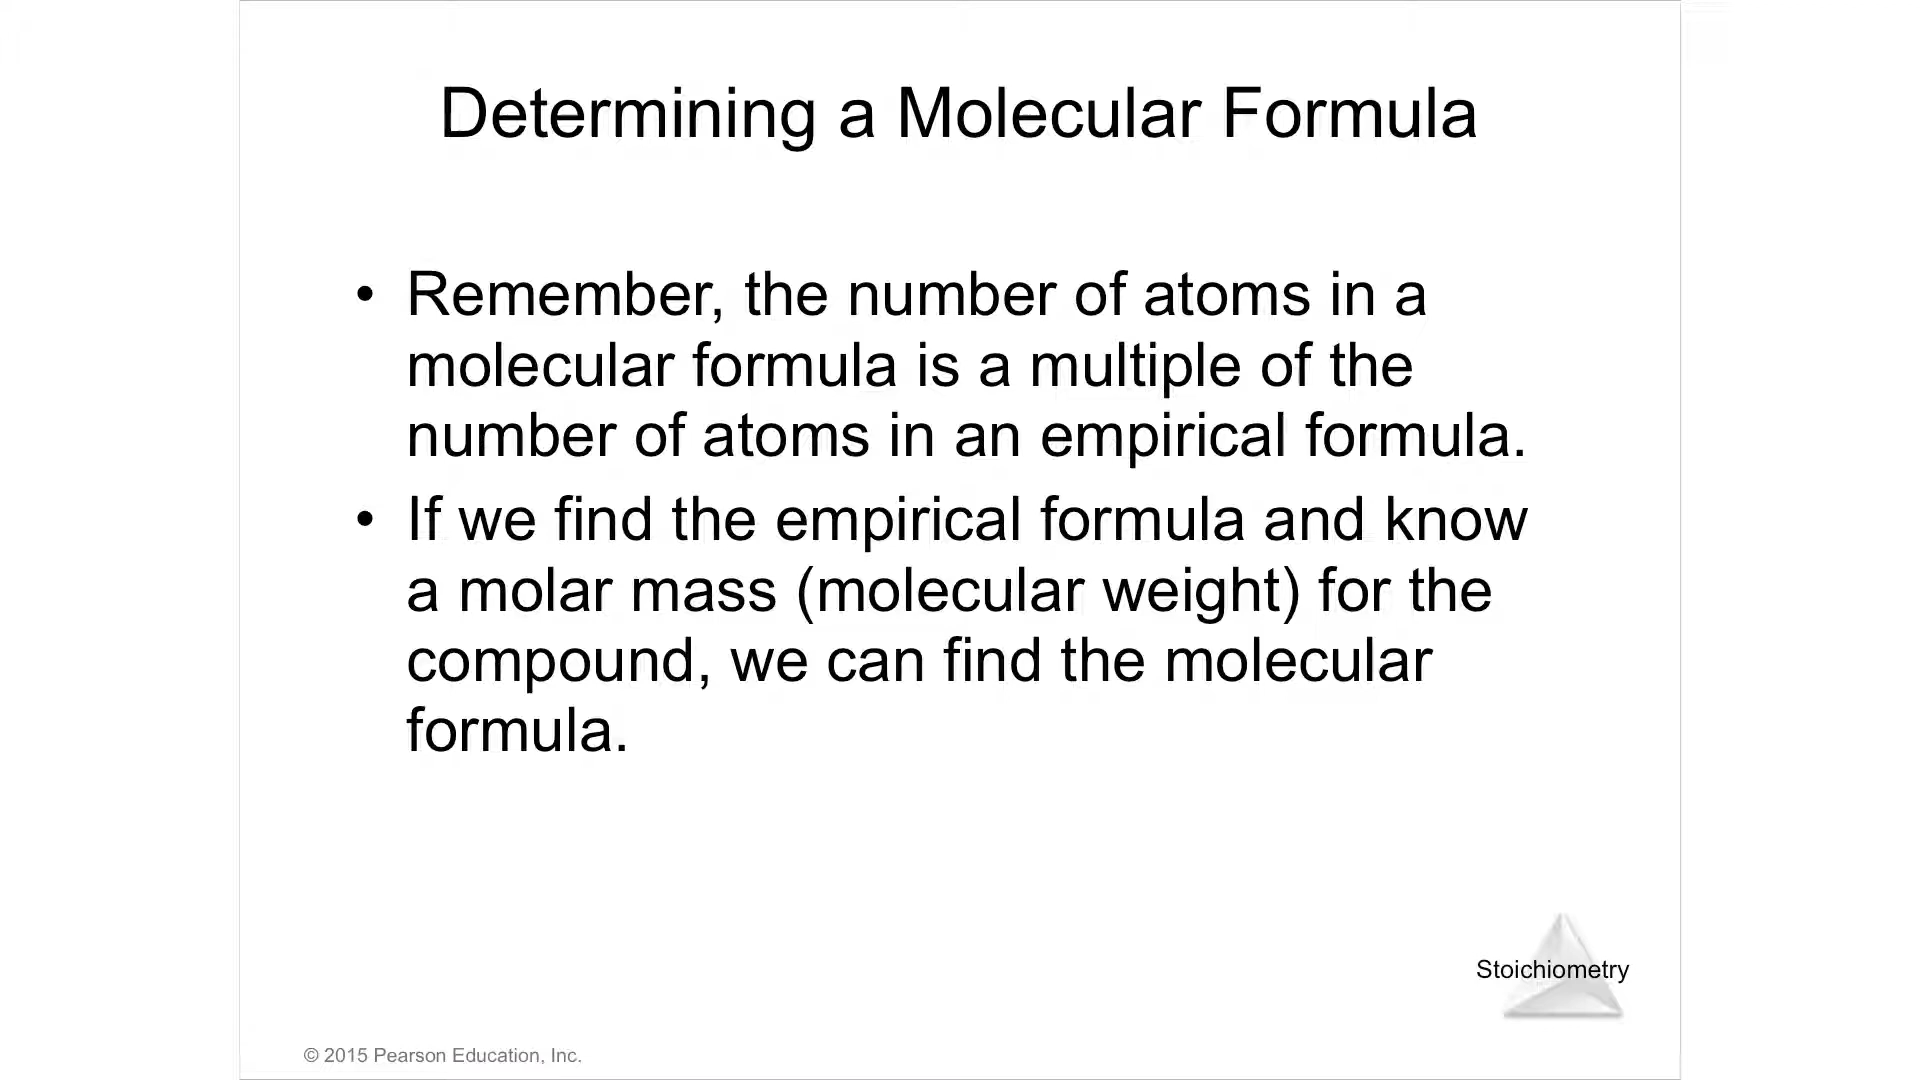 Determining a Molecular Formula
• Remember, the number of atoms in a
molecular formula is a multiple of the
number of atoms in an empirical formula.
• If we find the empirical formula and know
a molar mass (molecular weight) for the
compound, we can find the molecular
formula.
Stoichiometry
© 2015 Pearson Education, Inc.